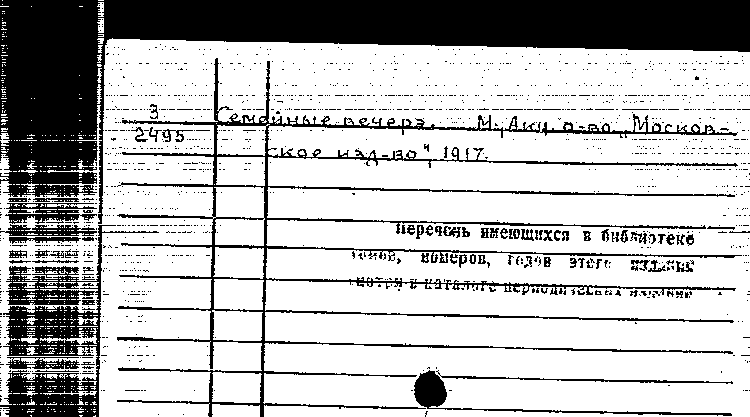 З Семейные вечера. М., Акц. о-во „Москов-
2495
ское изд-во", 1917.
Перечень имеющихся в библиотеке
томов, номеров, годов этого издания
смотри в каталоге периодических изданий